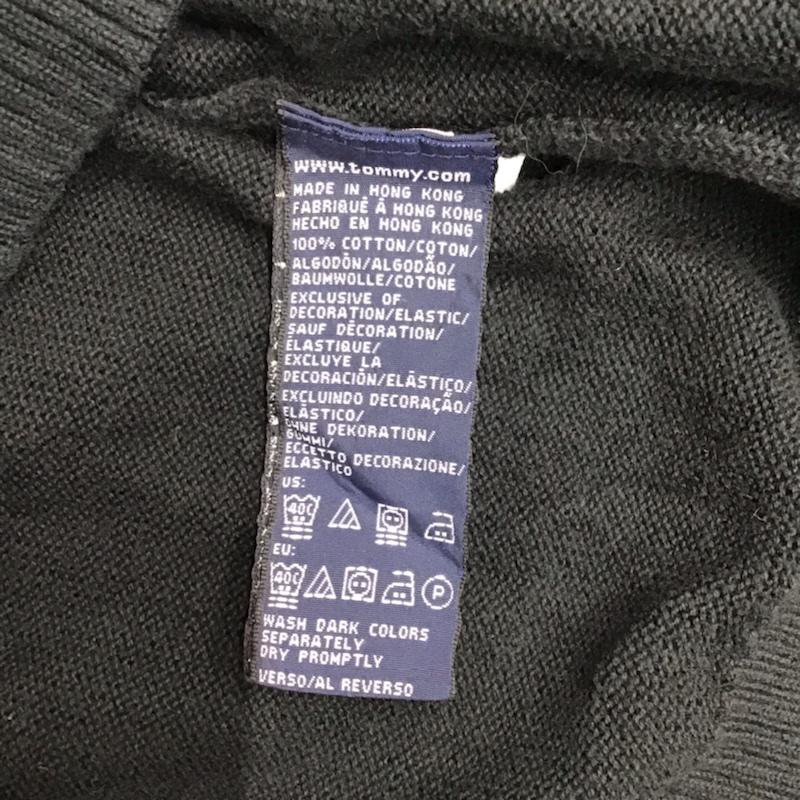 www.tommy.com
MADE IN HONG KONG
FABRIQUÉ À HONG KONG
HECHO EN HONG KONG
100% COTTON/COTON/
ALGODÓN/ALGODÃO/
BAUMWOLLE/COTONE
EXCLUSIVE OF
DECORATION/ELASTIC/
SAUF DÉCORATION/
ÉLASTIQUE/
EXCLUYE LA
DECORACIÓN/ELÁSTICO/
EXCLUINDO DECORAÇÃO/
ELÁSTICO/
OHNE DEKORATION/
GUMMI/
ECCETTO DECORAZIONE/
ELASTICO
US:
40C
EU:
40C P
WASH DARK COLORS
SEPARATELY
DRY PROMPTLY
VERSO/AL REVERSO